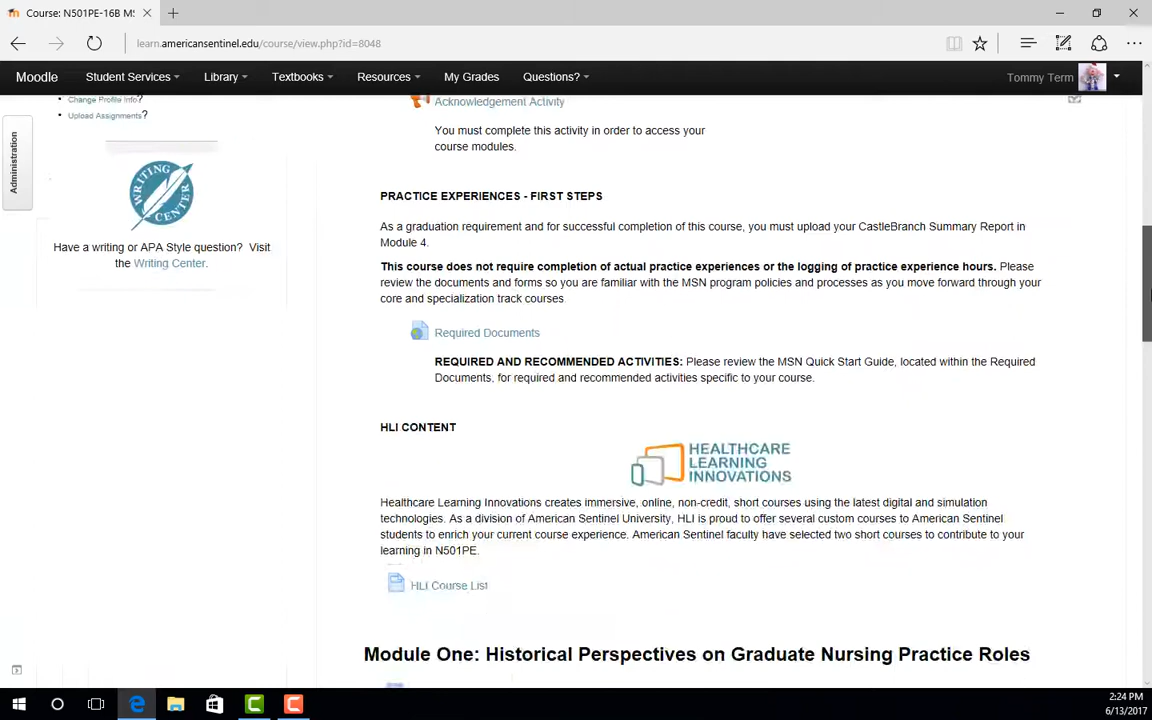 Course: N501PE-16B MS
learn.americansentinel.edu/course/view.php?id=8048
Moodle Student Services Library Textbooks Resources My Grades Questions? Tommy Term
Administration
Change Profile Info?
Upload Assignments?
WRITING CENTER
Have a writing or APA Style question? Visit
the Writing Center.
Acknowledgement Activity
You must complete this activity in order to access your
course modules.
PRACTICE EXPERIENCES - FIRST STEPS
As a graduation requirement and for successful completion of this course, you must upload your CastleBranch Summary Report in
Module 4.
This course does not require completion of actual practice experiences or the logging of practice experience hours. Please
review the documents and forms so you are familiar with the MSN program policies and processes as you move forward through your
core and specialization track courses
Required Documents
REQUIRED AND RECOMMENDED ACTIVITIES: Please review the MSN Quick Start Guide, located within the Required
Documents, for required and recommended activities specific to your course.
HLI CONTENT
HEALTHCARE
LEARNING
INNOVATIONS
Healthcare Learning Innovations creates immersive, online, non-credit, short courses using the latest digital and simulation
technologies. As a division of American Sentinel University, HLI is proud to offer several custom courses to American Sentinel
students to enrich your current course experience. American Sentinel faculty have selected two short courses to contribute to your
learning in N501PE.
HLI Course List
Module One: Historical Perspectives on Graduate Nursing Practice Roles
2:24 PM
6/13/2017